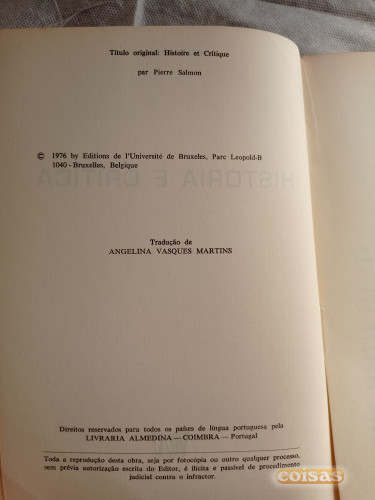 Título original: Histoire et Critique
por Pierre Salmon
© 1976 by Editions de l'Université de Bruxeles, Parc Leopold-B
1040 - Bruxelles, Belgique
HISTÓRIA E CRÍTICA
Tradução de
ANGELINA VASQUES MARTINS
Direitos reservados para todos os países de língua portuguesa pela
LIVRARIA ALMEDINA — COIMBRA — Portugal
Toda a reprodução desta obra, seja por fotocópia ou outro qualquer processo,
sem prévia autorização escrita do Editor, é ilícita e passível de procedimento
judicial contra o infractor.
coisas